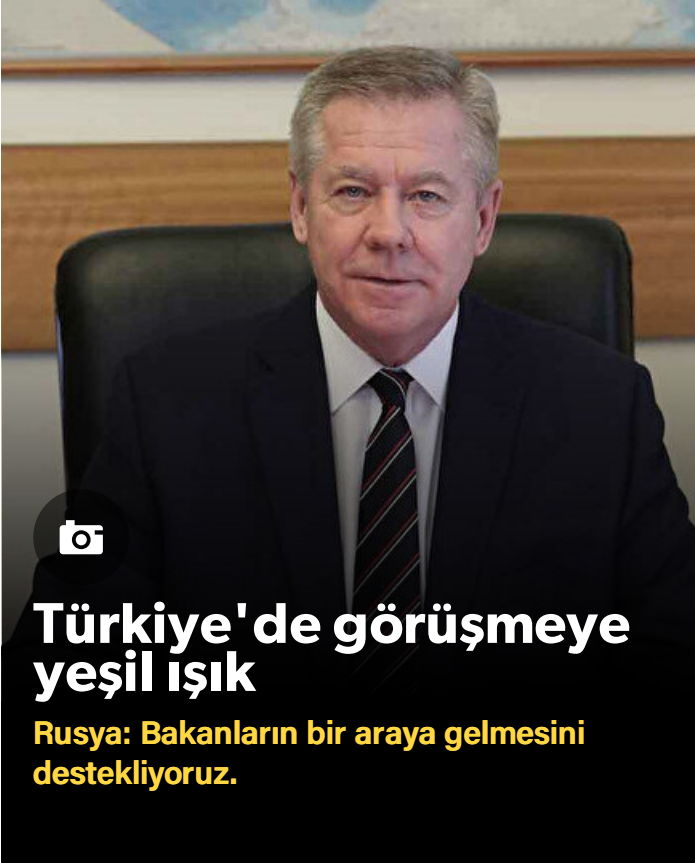 Türkiye'de görüşmeye
yeşil ışık
Rusya: Bakanların bir araya gelmesini
destekliyoruz.